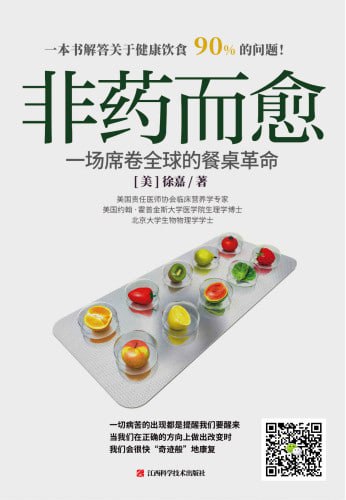 一本书解答关于健康饮食 90% 的问题！
非药而愈
一场席卷全球的餐桌革命
[美]徐嘉/著
美国责任医师协会临床营养学专家
美国约翰·霍普金斯大学医学院生理学博士
北京大学生物物理学学士
一切病苦的出现都是提醒我们要醒来
当我们在正确的方向上做出改变时
我们会很快“奇迹般”地康复
江西科学技术出版社